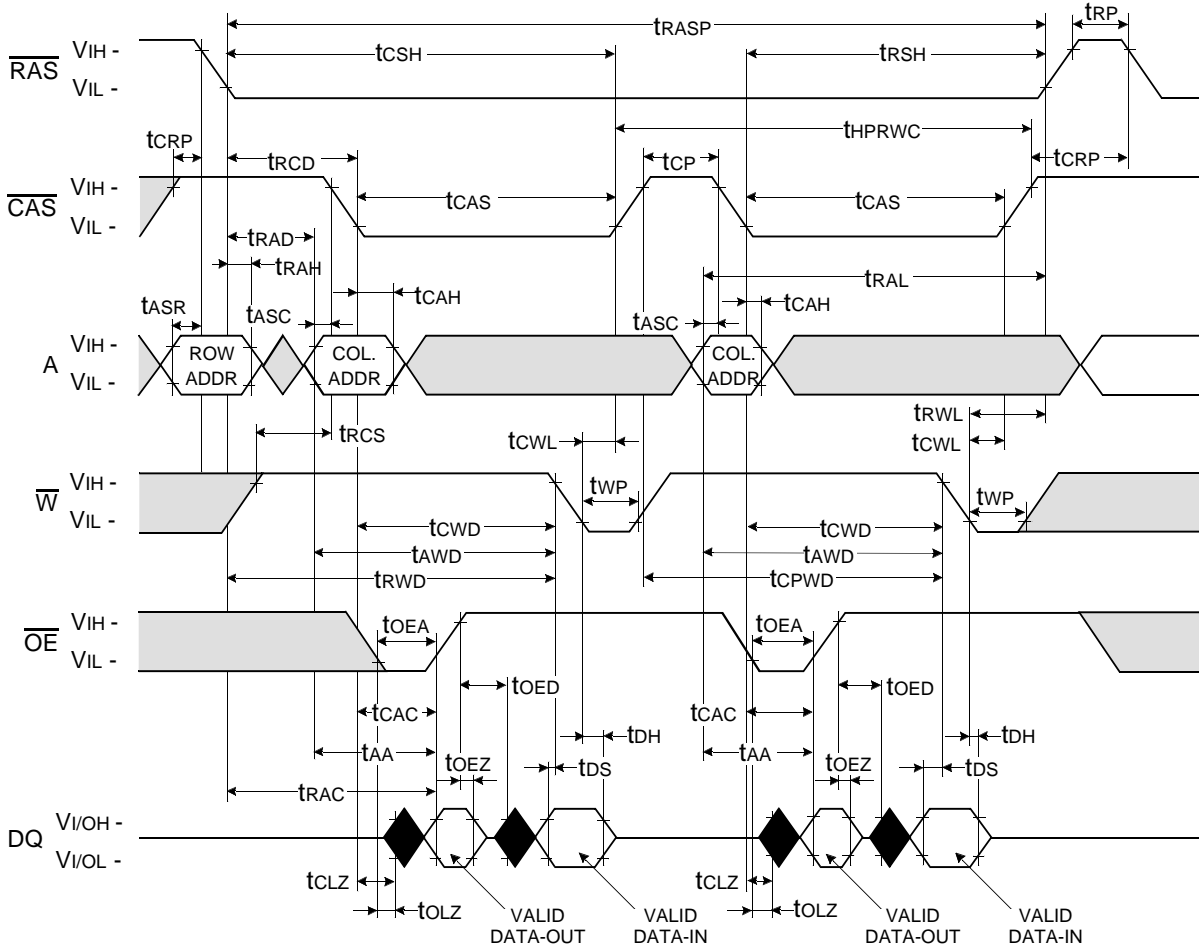 tRASP
tRP
tCSH
tRSH
RAS
VIH -
VIL -
tHPRWC
tCRP
tRCD
tCP
tCRP
CAS
VIH -
VIL -
tCAS
tCAS
tRAD
tRAH
tRAL
tCAH
tCAH
tASR
tASC
tASC
A
VIH -
VIL -
ROW
ADDR
COL.
ADDR
COL.
ADDR
tRWL
tRCS
tCWL
tCWL
W
VIH -
VIL -
tWP
tWP
tCWD
tCWD
tAWD
tAWD
tRWD
tCPWD
OE
VIH -
VIL -
tOEA
tOEA
tOED
tOED
tCAC
tCAC
tDH
tDH
tAA
tAA
tOEZ
tDS
tOEZ
tDS
tRAC
DQ
VI/OH -
VI/OL -
tCLZ
tCLZ
tOLZ
tOLZ
VALID
DATA-OUT
VALID
DATA-IN
VALID
DATA-OUT
VALID
DATA-IN